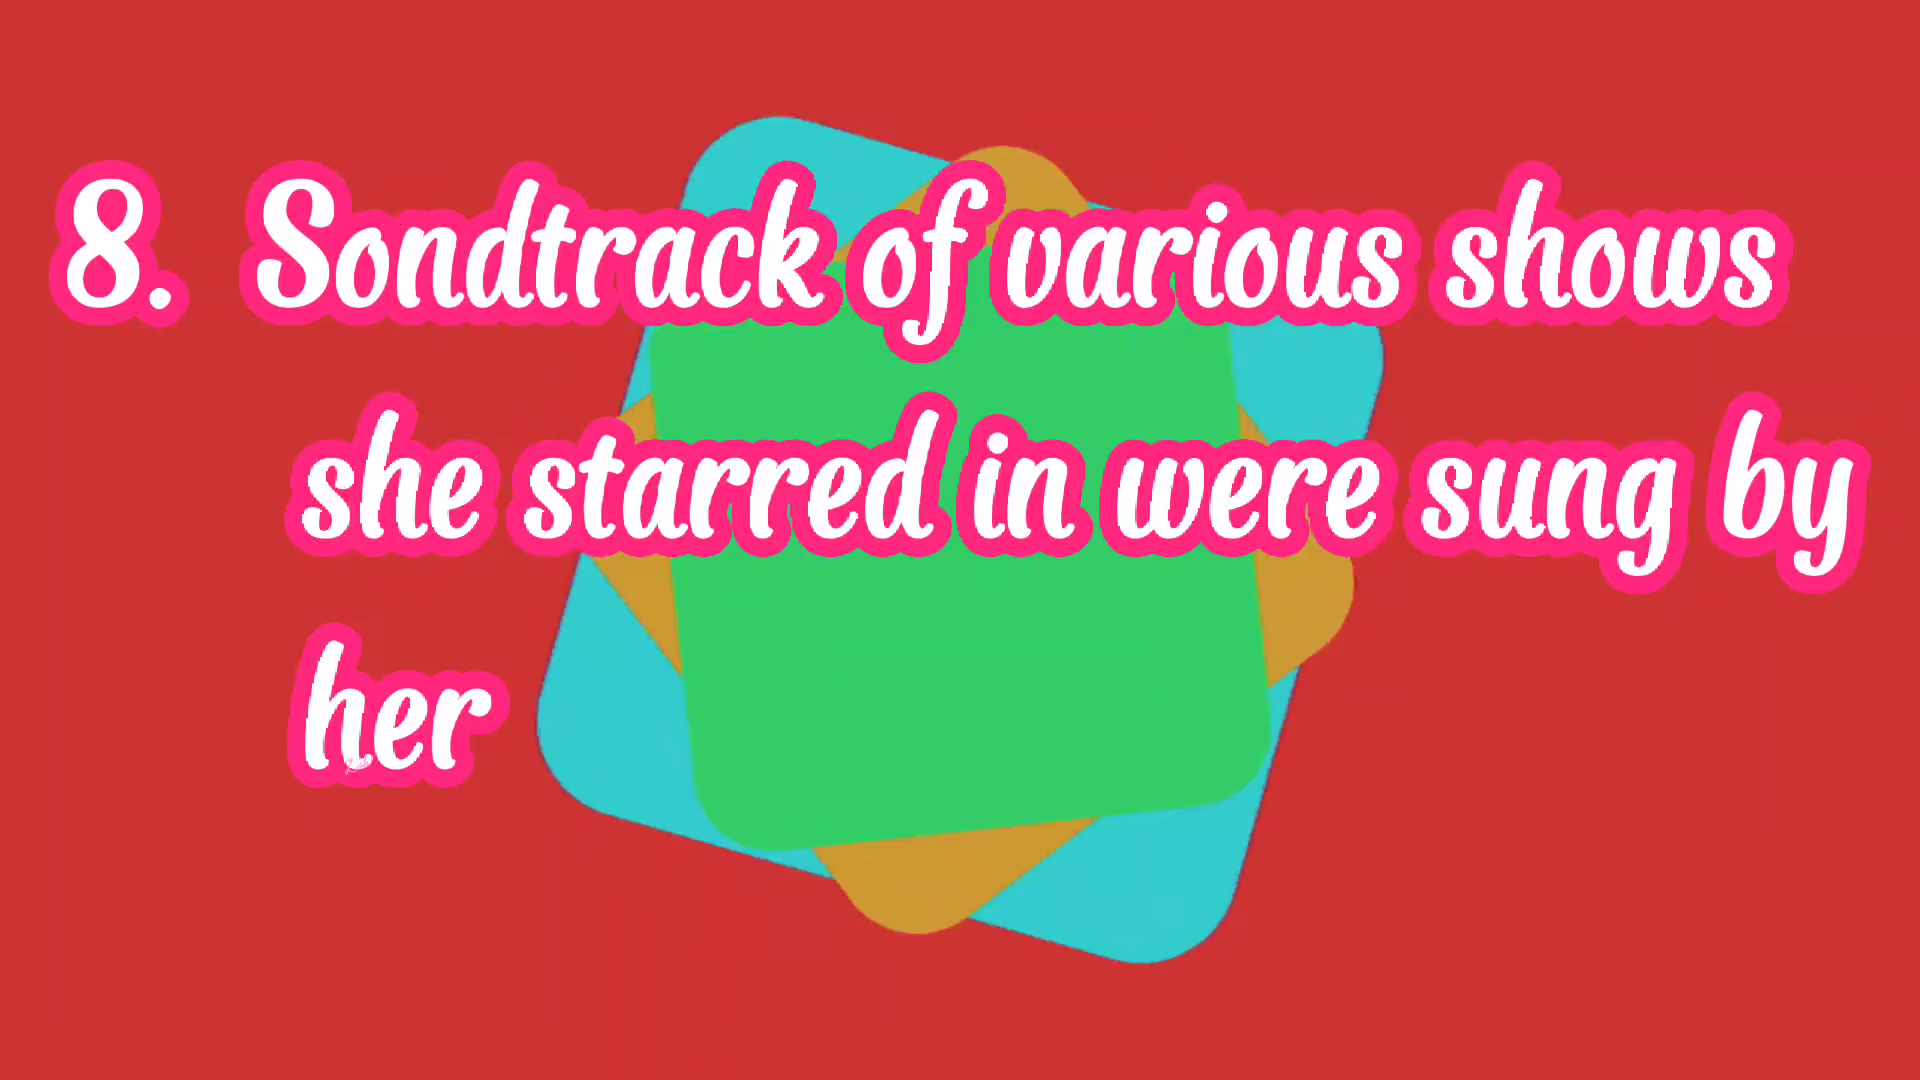 8. Sondtrack of various shows
she starred in were sung by
her